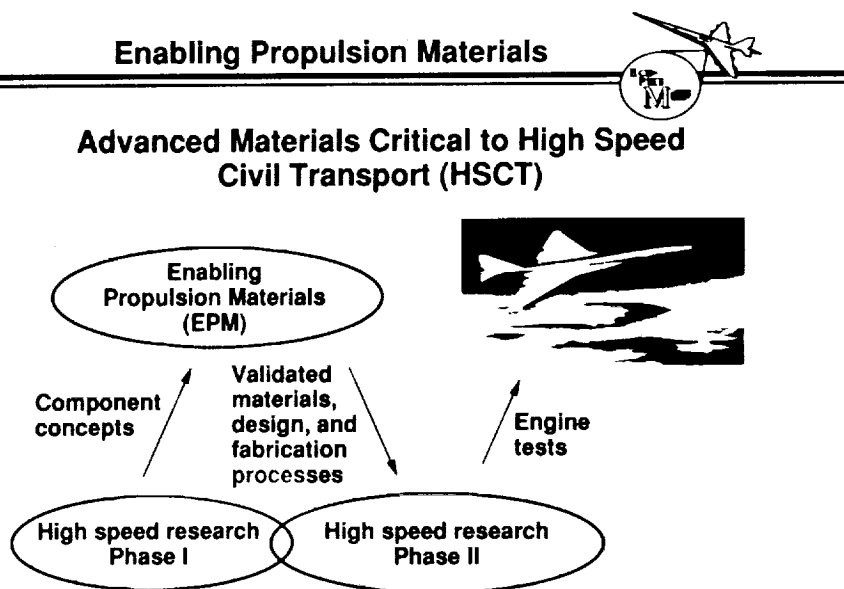 Enabling Propulsion Materials
Advanced Materials Critical to High Speed
Civil Transport (HSCT)
Enabling
Propulsion Materials
(EPM)
Component
concepts
Validated
materials,
design, and
fabrication
processes
Engine
tests
High speed research
Phase I
High speed research
Phase II